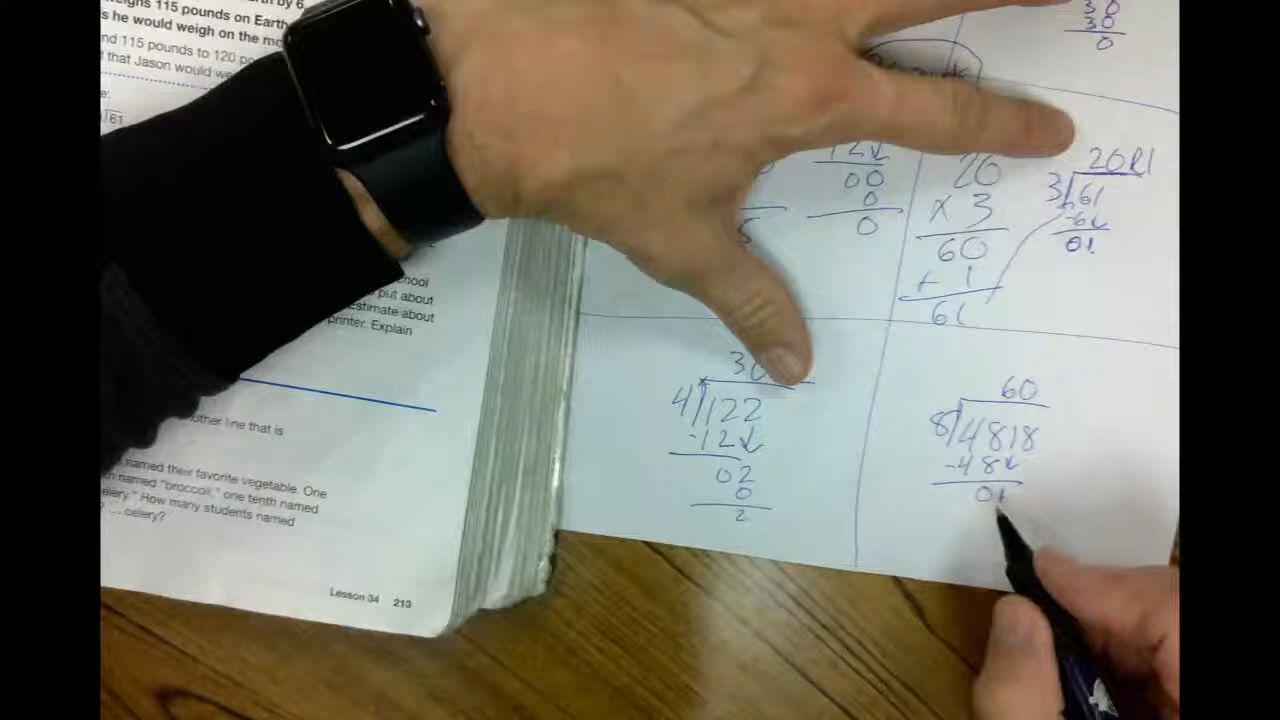 115 pounds on Earth
s he would weigh on the mo
nd 115 pounds to 120 po
that Jason would we
e:
61
chool
put about
Estimate about
printer. Explain
other line that is
named their favorite vegetable. One
named "broccoli," one tenth named
elery." How many students named
? ... celery?
Lesson 34 213
30
30
0
12
00
0
0
5
20
x 3
60
+ 1
61
20R1
3 61
-6
01
30
4 122
-12
02
0
2
60
8 4818
-48
01